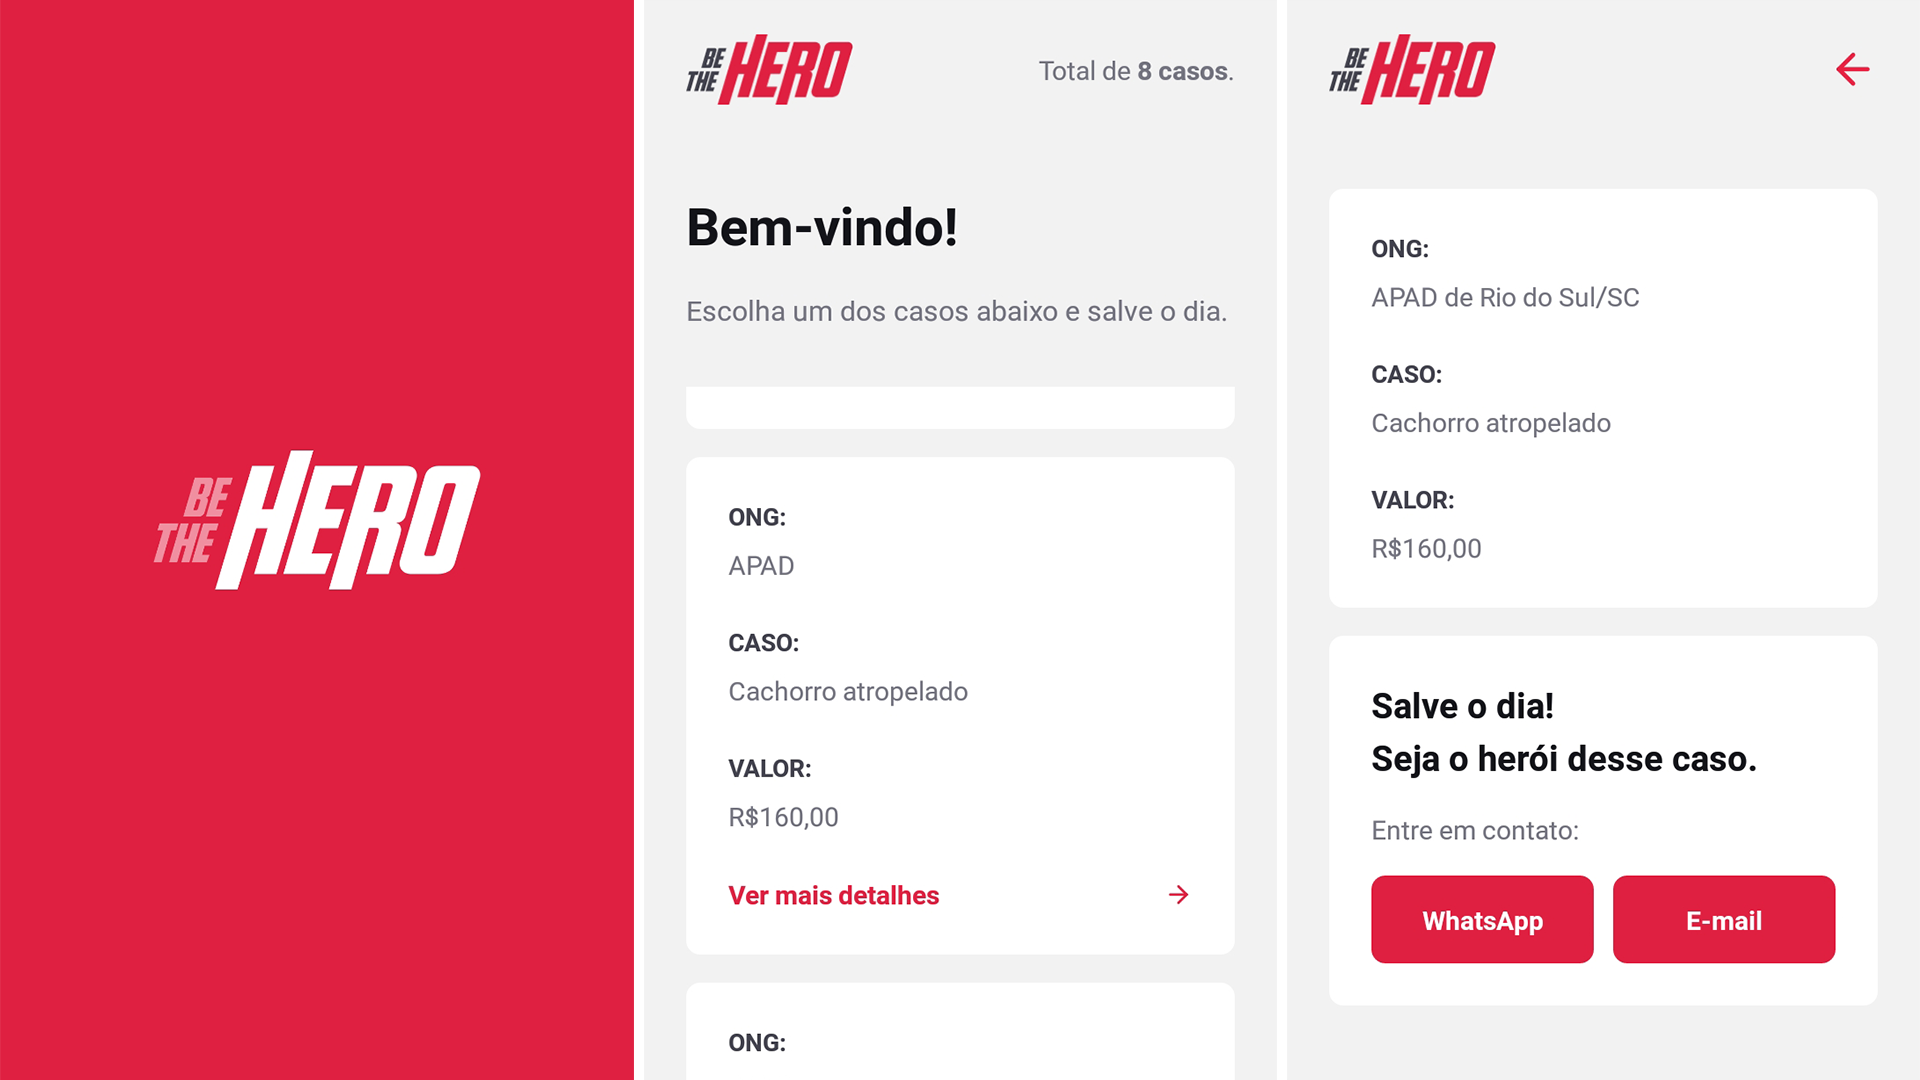 BE
THE HERO
BE
THE HERO
Total de 8 casos.
Bem-vindo!
Escolha um dos casos abaixo e salve o dia.
ONG:
APAD
CASO:
Cachorro atropelado
VALOR:
R$160,00
Ver mais detalhes
ONG:
BE
THE HERO
ONG:
APAD de Rio do Sul/SC
CASO:
Cachorro atropelado
VALOR:
R$160,00
Salve o dia!
Seja o herói desse caso.
Entre em contato:
WhatsApp
E-mail